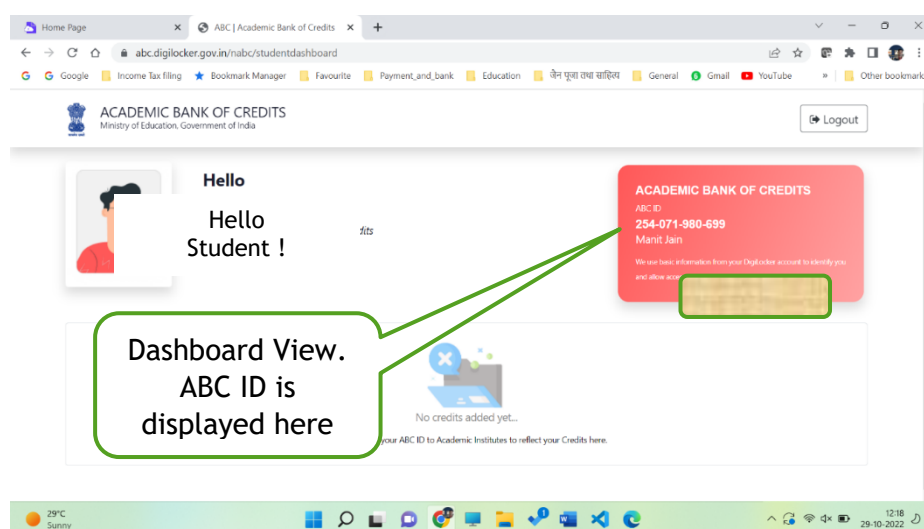 Home Page
ABC | Academic Bank of Credits
abc.digilocker.gov.in/nabc/studentdashboard
Google Income Tax filing Bookmark Manager Favourite Payment_and_bank Education जैन पूजा तथा साहित्य General Gmail YouTube » Other bookmark
ACADEMIC BANK OF CREDITS
Ministry of Education, Government of India
Logout
Hello
Hello
Student !
dits
ACADEMIC BANK OF CREDITS
ABC ID
254-071-980-699
Manit Jain
We use basic information from your DigiLocker account to identify you
and allow
Dashboard View.
ABC ID is
displayed here
No credits added yet...
your ABC ID to Academic Institutes to reflect your Credits here.
29°C
Sunny
12:18
29-10-2022